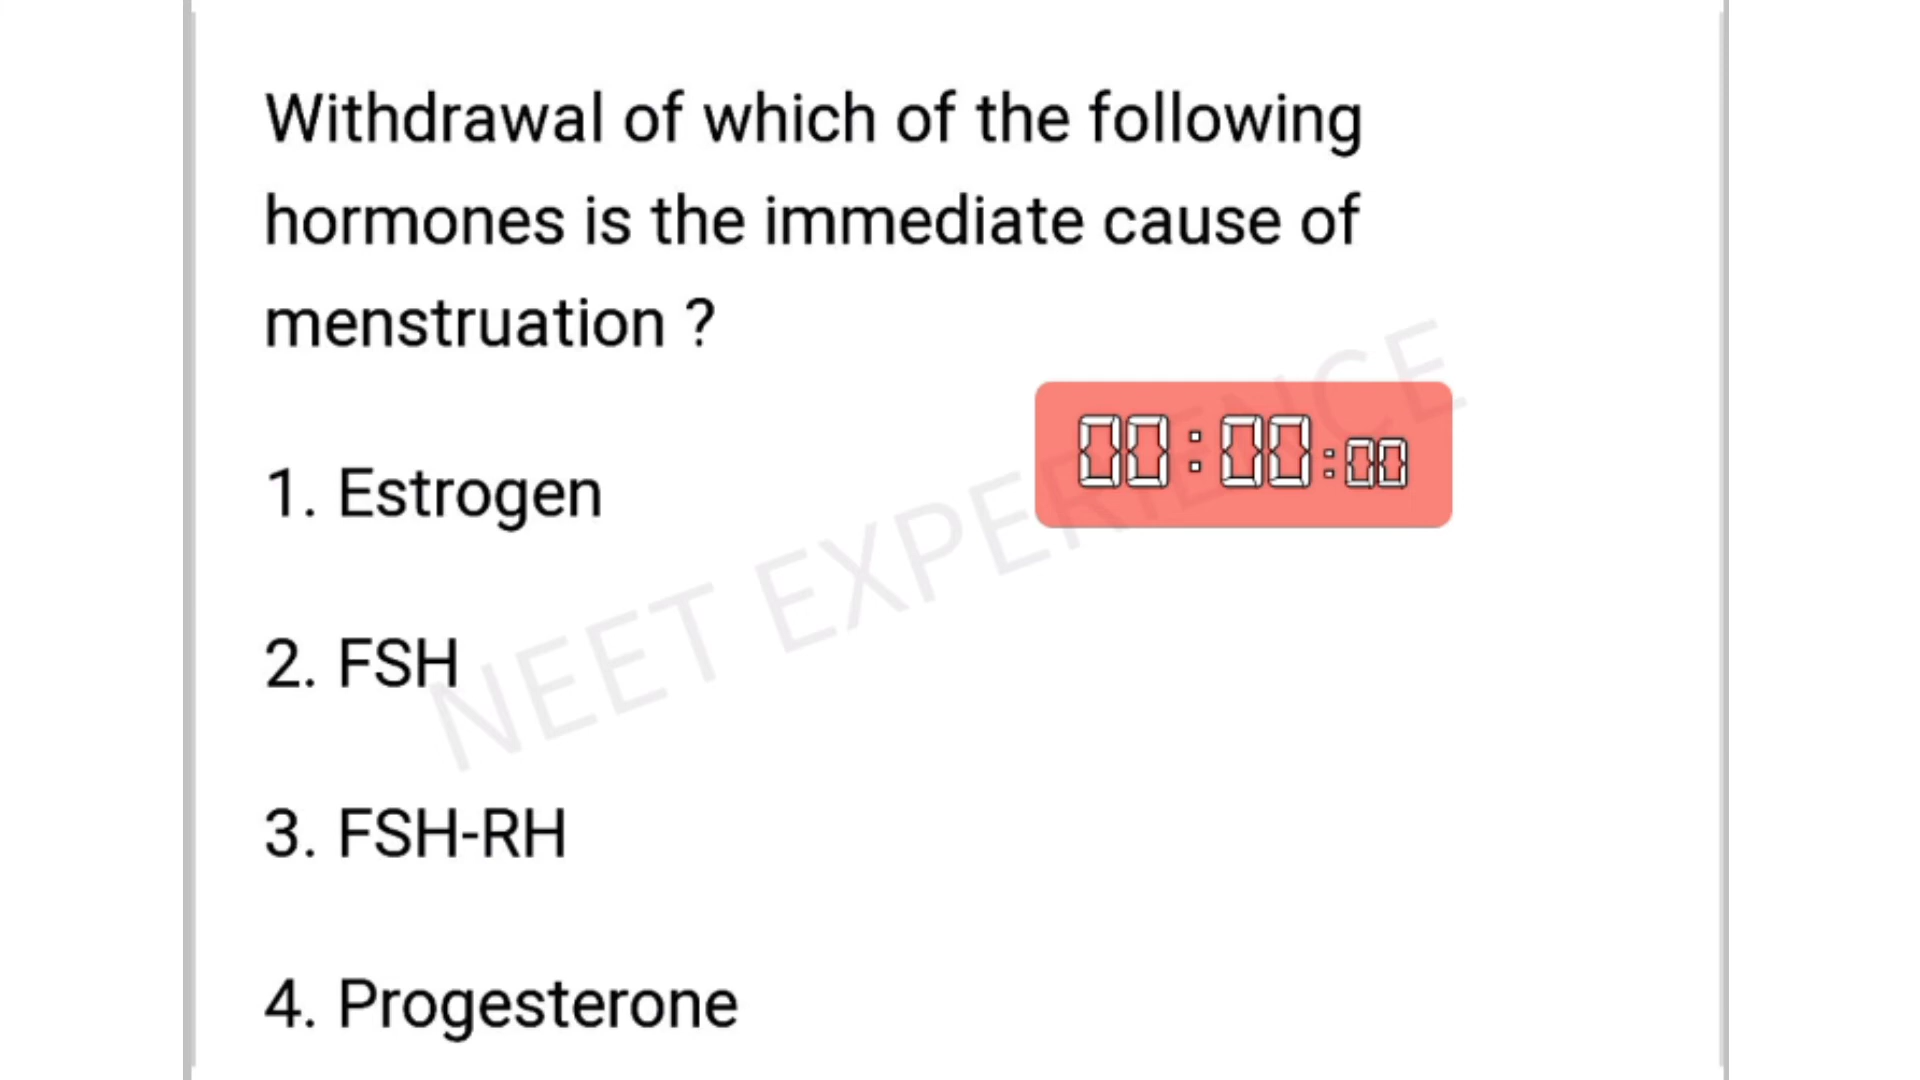 Withdrawal of which of the following
hormones is the immediate cause of
menstruation ?
00:00:00
1. Estrogen
NEET EXPERIENCE
2. FSH
3. FSH-RH
4. Progesterone